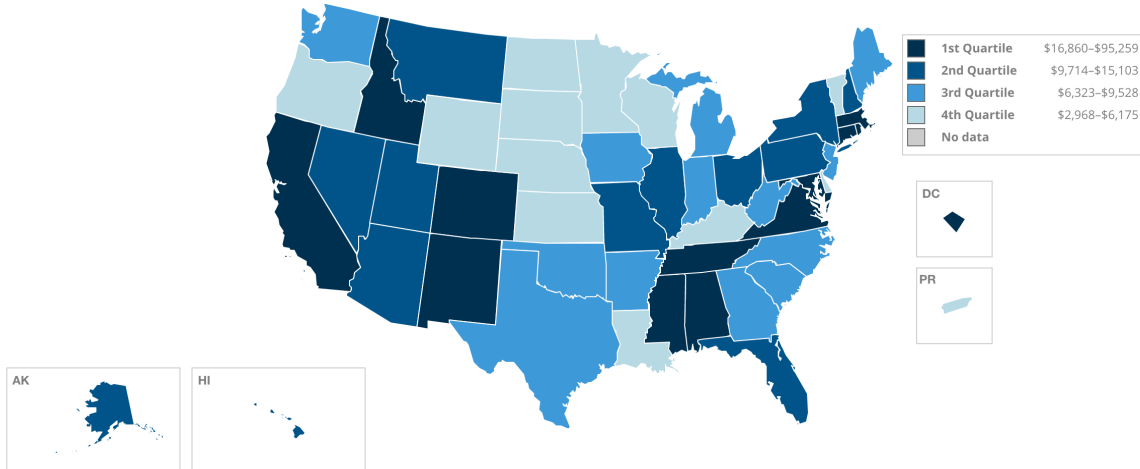 1st Quartile $16,860–$95,259
2nd Quartile $9,714–$15,103
3rd Quartile $6,323–$9,528
4th Quartile $2,968–$6,175
No data
DC
PR
AK
HI